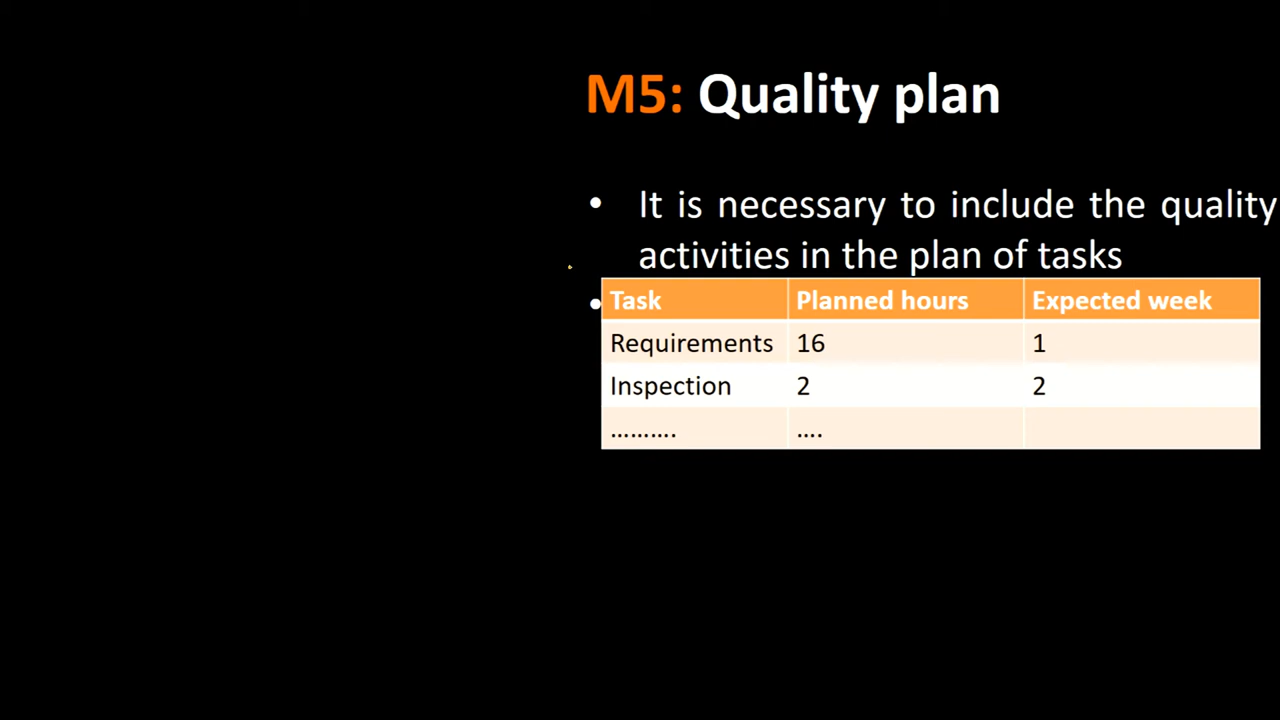 M5: Quality plan
• It is necessary to include the quality
activities in the plan of tasks
•
Task Planned hours Expected week
Requirements 16 1
Inspection 2 2
………. ….